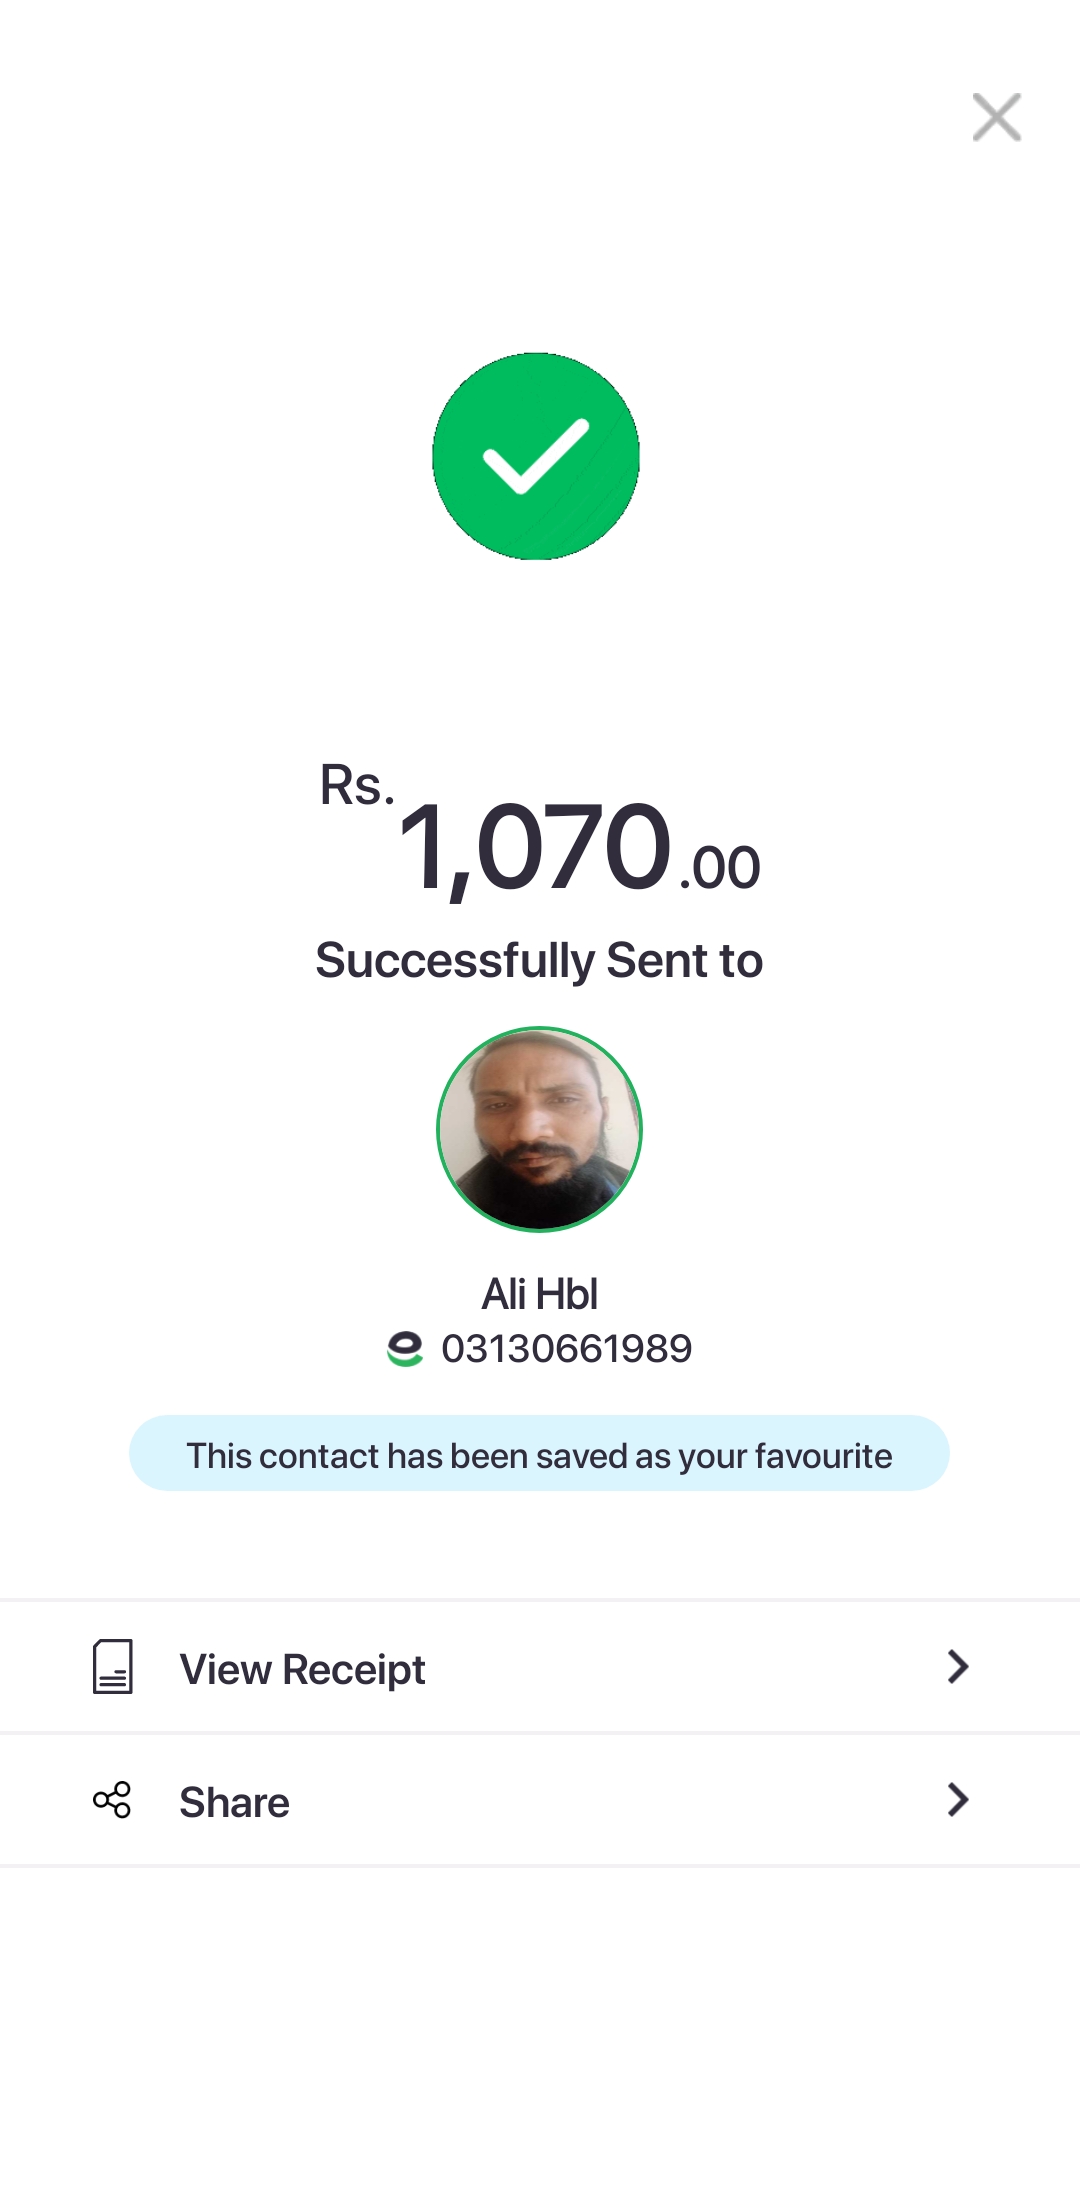 Rs. 1,070.00
Successfully Sent to
Ali Hbl
03130661989
This contact has been saved as your favourite
View Receipt
Share